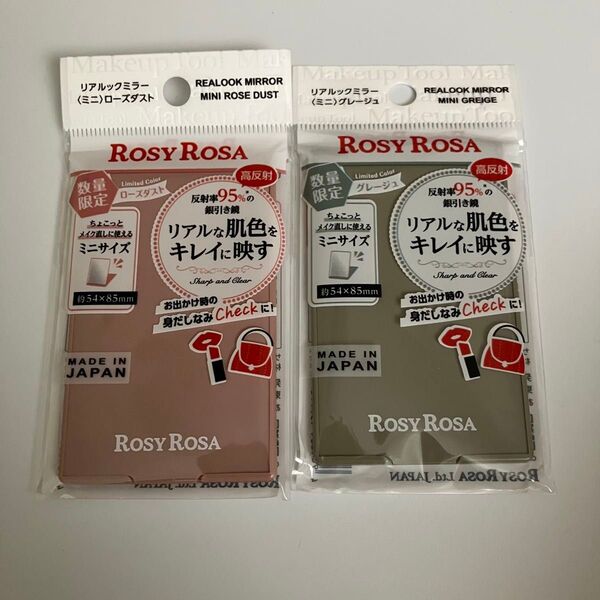 Makeup Tool Mak
リアルックミラー
〈ミニ〉ローズダスト
REALOOK MIRROR
MINI ROSE DUST
ROSY ROSA
高反射
数量
限定
Limited Color
ローズダスト
反射率95%*の
銀引き鏡
リアルな肌色を
キレイに映す
Sharp and Clear
ちょこっと
メイク直しに使える
ミニサイズ
約54×85mm
お出かけ時の
身だしなみCheckに!
MADE IN
JAPAN
ROSY ROSA
ROSY ROSA Ltd. JAPAN
Makeup Tool Mak
リアルックミラー
〈ミニ〉グレージュ
REALOOK MIRROR
MINI GREIGE
ROSY ROSA
高反射
数量
限定
Limited Color
グレージュ
反射率95%*の
銀引き鏡
リアルな肌色を
キレイに映す
Sharp and Clear
ちょこっと
メイク直しに使える
ミニサイズ
約54×85mm
お出かけ時の
身だしなみCheckに!
MADE IN
JAPAN
ROSY ROSA
ROSY ROSA Ltd. JAPAN